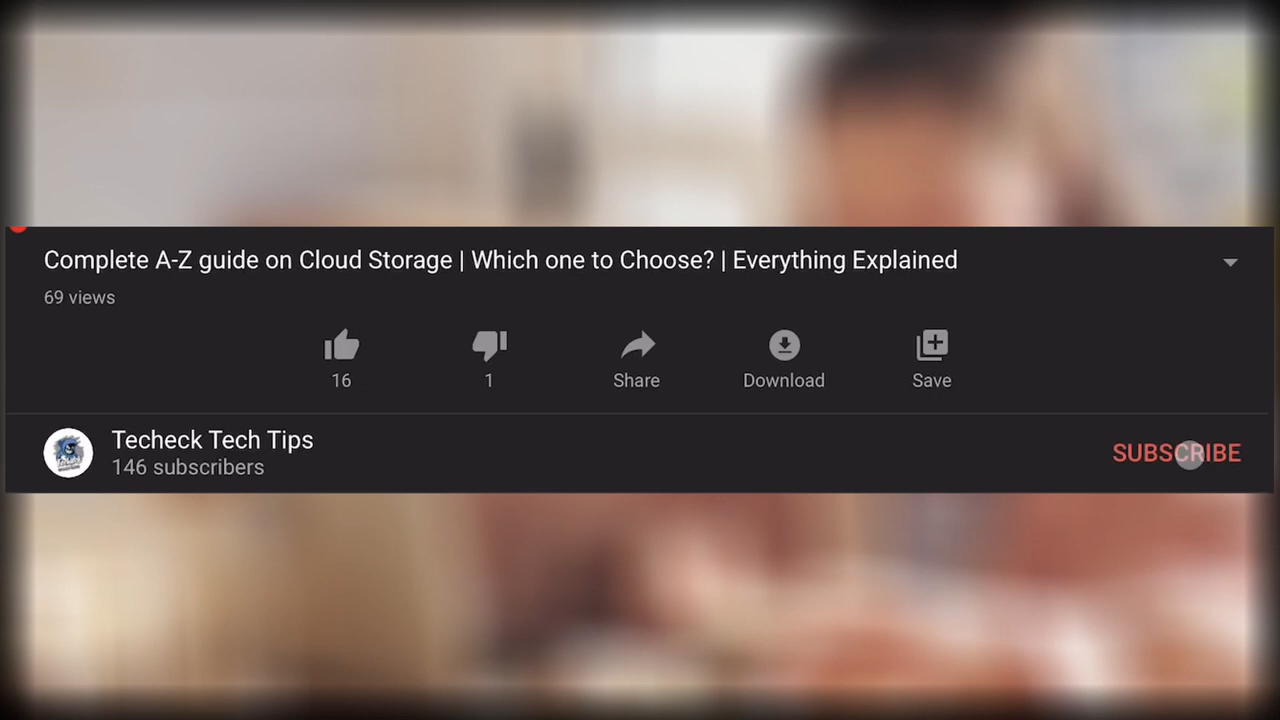 Complete A-Z guide on Cloud Storage | Which one to Choose? | Everything Explained
69 views
16
1
Share
Download
Save
Techeck Tech Tips
146 subscribers
SUBSCRIBE